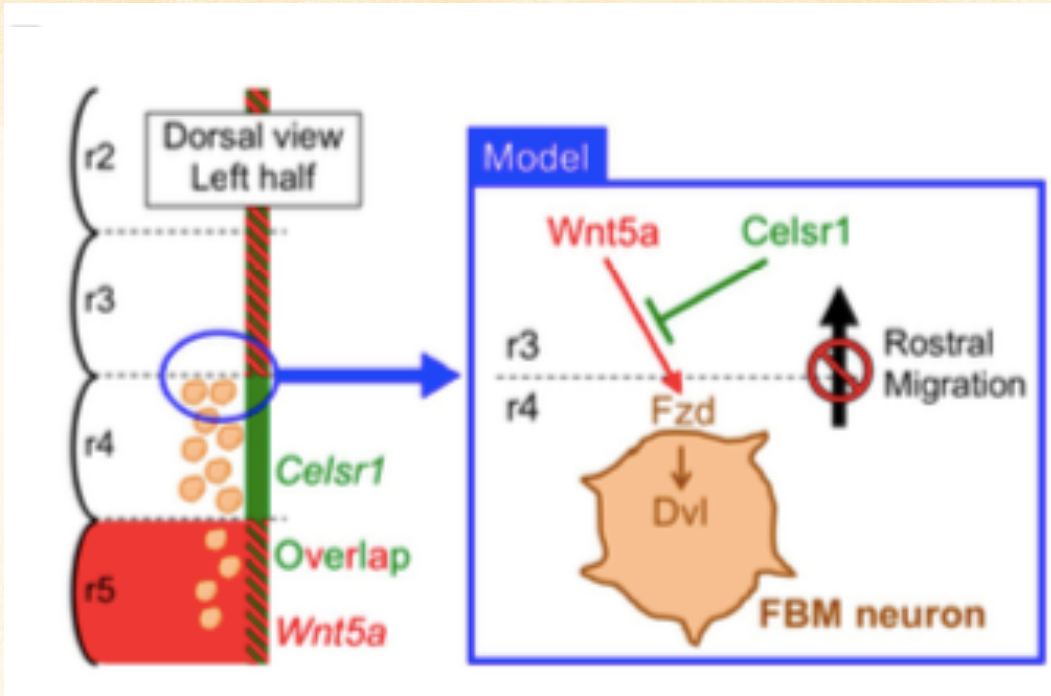 r2
Dorsal view
Left half
r3
r4
Celsr1
Overlap
r5
Wnt5a
Model
Wnt5a
Celsr1
r3
r4
Rostral
Migration
Fzd
Dvl
FBM neuron